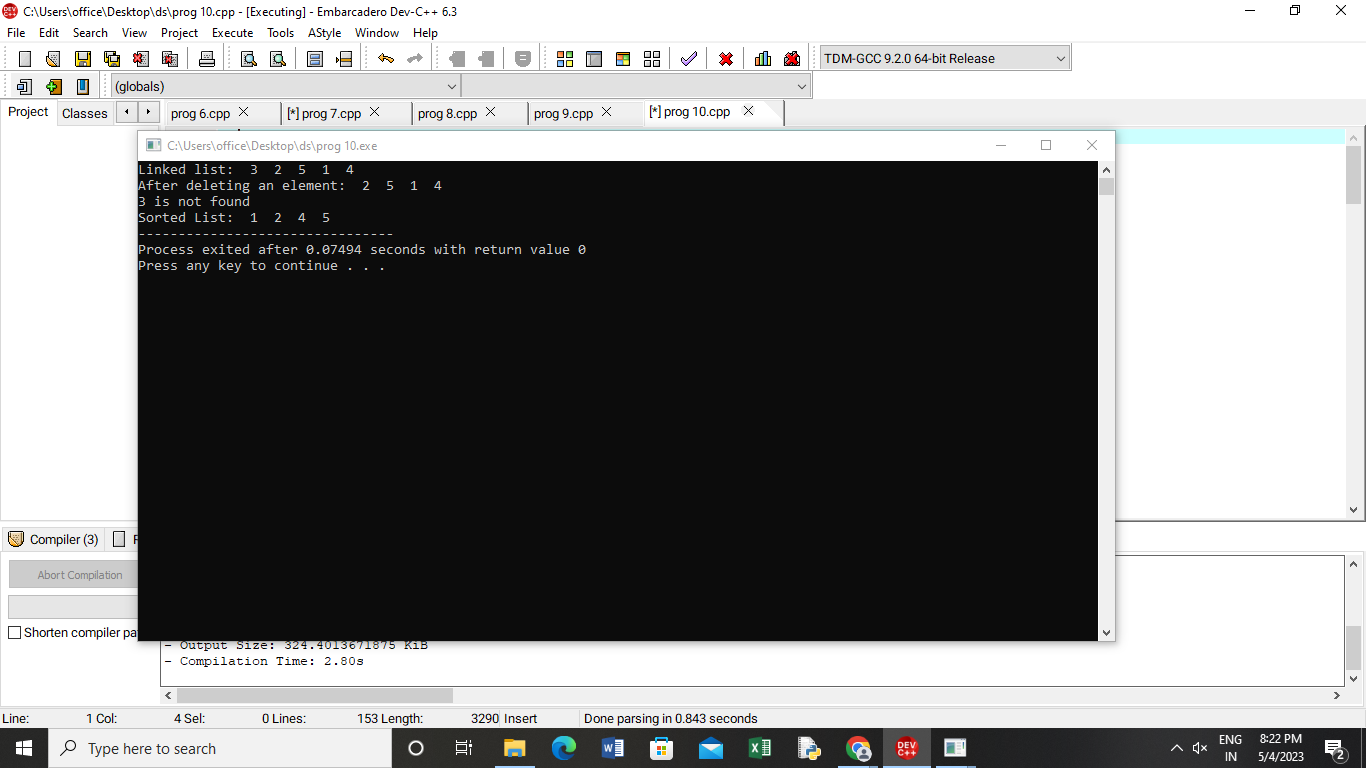 C:\Users\office\Desktop\ds\prog 10.cpp - [Executing] - Embarcadero Dev-C++ 6.3
File Edit Search View Project Execute Tools AStyle Window Help
TDM-GCC 9.2.0 64-bit Release
(globals)
Project Classes prog 6.cpp [*] prog 7.cpp prog 8.cpp prog 9.cpp [*] prog 10.cpp
C:\Users\office\Desktop\ds\prog 10.exe
Linked list:  3  2  5  1  4
After deleting an element:  2  5  1  4
3 is not found
Sorted List:  1  2  4  5
--------------------------------
Process exited after 0.07494 seconds with return value 0
Press any key to continue . . .
Compiler (3)
Abort Compilation
Shorten compiler pa
- Output Size: 324.4013671875 KiB
- Compilation Time: 2.80s
Line: 1 Col: 4 Sel: 0 Lines: 153 Length: 3290 Insert Done parsing in 0.843 seconds
Type here to search
DEV C++
ENG
IN
8:22 PM
5/4/2023
2